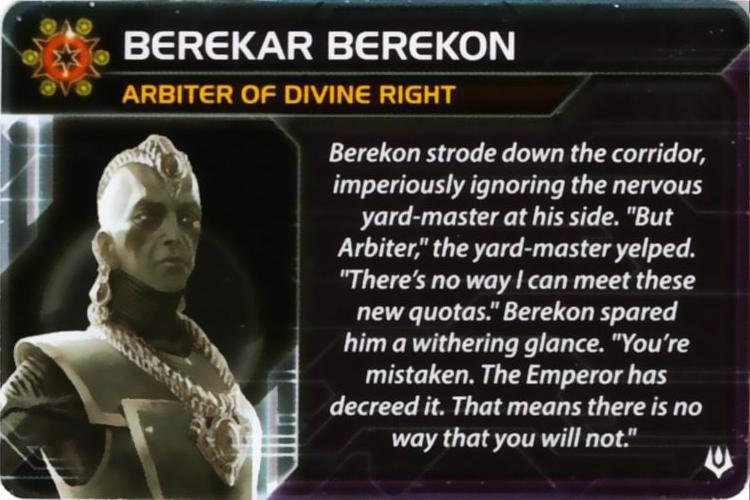 BEREKAR BEREKON
ARBITER OF DIVINE RIGHT
Berekon strode down the corridor,
imperiously ignoring the nervous
yard-master at his side. "But
Arbiter," the yard-master yelped.
"There's no way I can meet these
new quotas." Berekon spared
him a withering glance. "You're
mistaken. The Emperor has
decreed it. That means there is no
way that you will not."